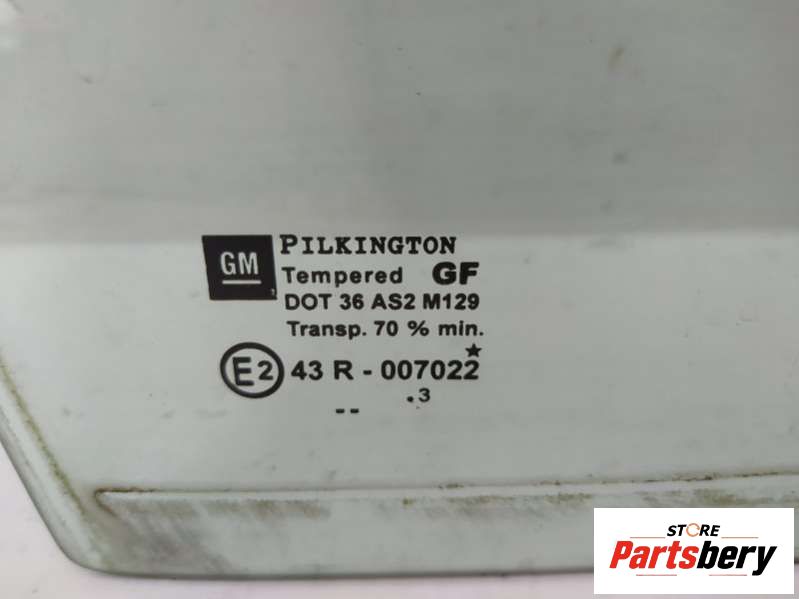 GM
PILKINGTON
Tempered GF
DOT 36 AS2 M129
Transp. 70 % min.
E2 43 R - 007022 ★
-- .3
STORE
Partsbery